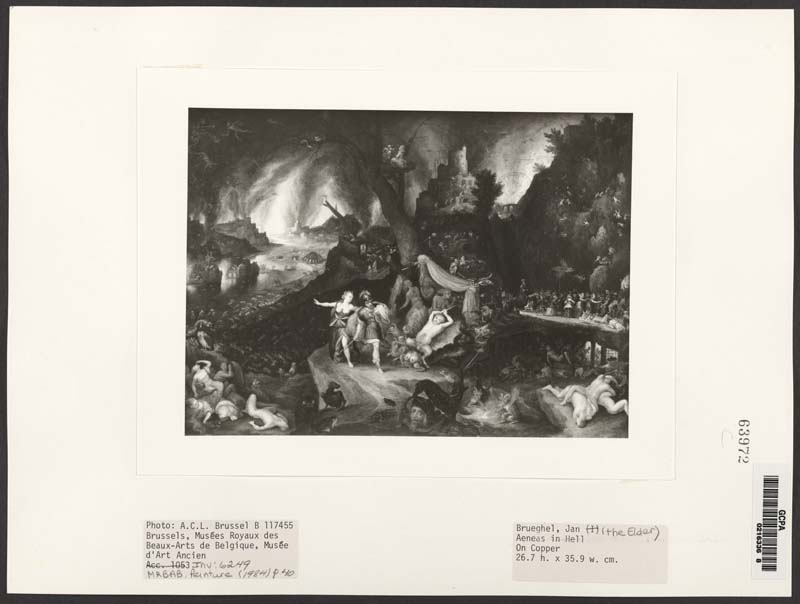 63972
GCPA
0216336 8
Photo: A.C.L. Brussel B 117455
Brussels, Musées Royaux des
Beaux-Arts de Belgique, Musée
d'Art Ancien
Acc. 1063 Inv: 6249
MRBAB, Peinture (1984) p 40
Brueghel, Jan (I) (the Elder)
Aeneas in Hell
On Copper
26.7 h. x 35.9 w. cm.